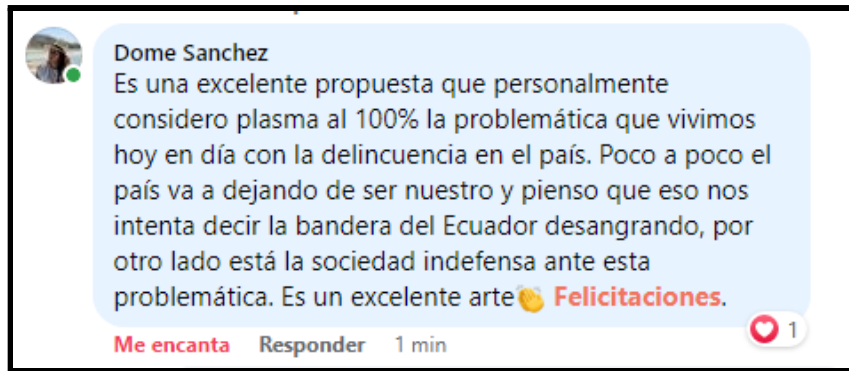 Dome Sanchez
Es una excelente propuesta que personalmente
considero plasma al 100% la problemática que vivimos
hoy en día con la delincuencia en el país. Poco a poco el
país va a dejando de ser nuestro y pienso que eso nos
intenta decir la bandera del Ecuador desangrando, por
otro lado está la sociedad indefensa ante esta
problemática. Es un excelente arte👏 Felicitaciones.
1
Me encanta Responder 1 min